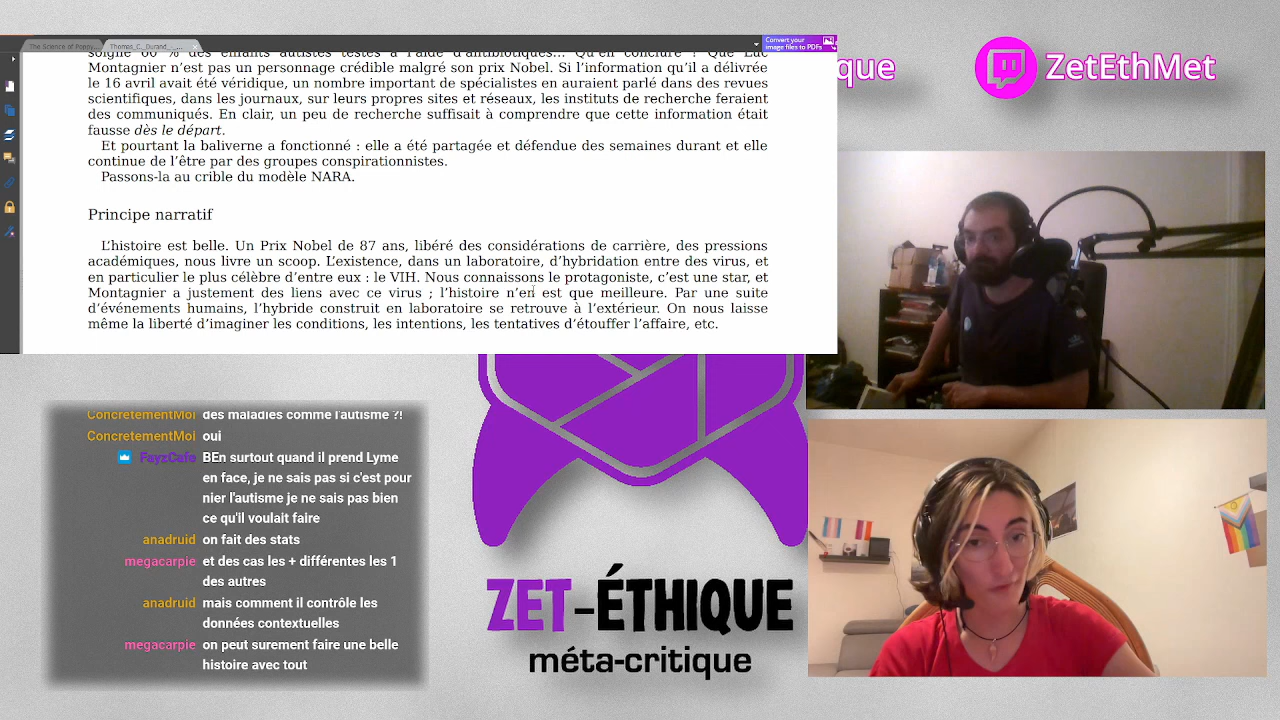 The Science of Popny...
Thomas_C._Durand_-_...
Convert your
image files to PDFs
Montagnier n’est pas un personnage crédible malgré son prix Nobel. Si l’information qu’il a délivrée
le 16 avril avait été véridique, un nombre important de spécialistes en auraient parlé dans des revues
scientifiques, dans les journaux, sur leurs propres sites et réseaux, les instituts de recherche feraient
des communiqués. En clair, un peu de recherche suffisait à comprendre que cette information était
fausse dès le départ.
Et pourtant la baliverne a fonctionné : elle a été partagée et défendue des semaines durant et elle
continue de l’être par des groupes conspirationnistes.
Passons-la au crible du modèle NARA.
Principe narratif
L’histoire est belle. Un Prix Nobel de 87 ans, libéré des considérations de carrière, des pressions
académiques, nous livre un scoop. L’existence, dans un laboratoire, d’hybridation entre des virus, et
en particulier le plus célèbre d’entre eux : le VIH. Nous connaissons le protagoniste, c’est une star, et
Montagnier a justement des liens avec ce virus ; l’histoire n’en est que meilleure. Par une suite
d’événements humains, l’hybride construit en laboratoire se retrouve à l’extérieur. On nous laisse
même la liberté d’imaginer les conditions, les intentions, les tentatives d’étouffer l’affaire, etc.
que
ZetEthMet
ConcretementMoi des maladies comme l'autisme ?!
ConcretementMoi oui
FayzCafe BEn surtout quand il prend Lyme
en face, je ne sais pas si c'est pour
nier l'autisme je ne sais pas bien
ce qu'il voulait faire
anadruid on fait des stats
megacarpie et des cas les + différentes les 1
des autres
anadruid mais comment il contrôle les
données contextuelles
megacarpie on peut surement faire une belle
histoire avec tout
ZET-ÉTHIQUE
méta-critique